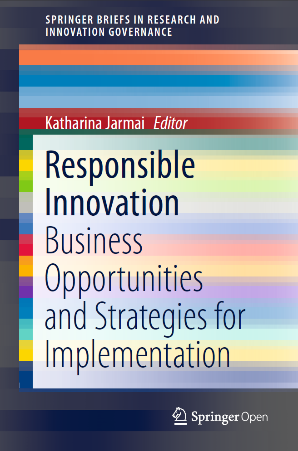 SPRINGER BRIEFS IN RESEARCH AND
INNOVATION GOVERNANCE
Katharina Jarmai Editor
Responsible
Innovation
Business
Opportunities
and Strategies for
Implementation
Springer Open